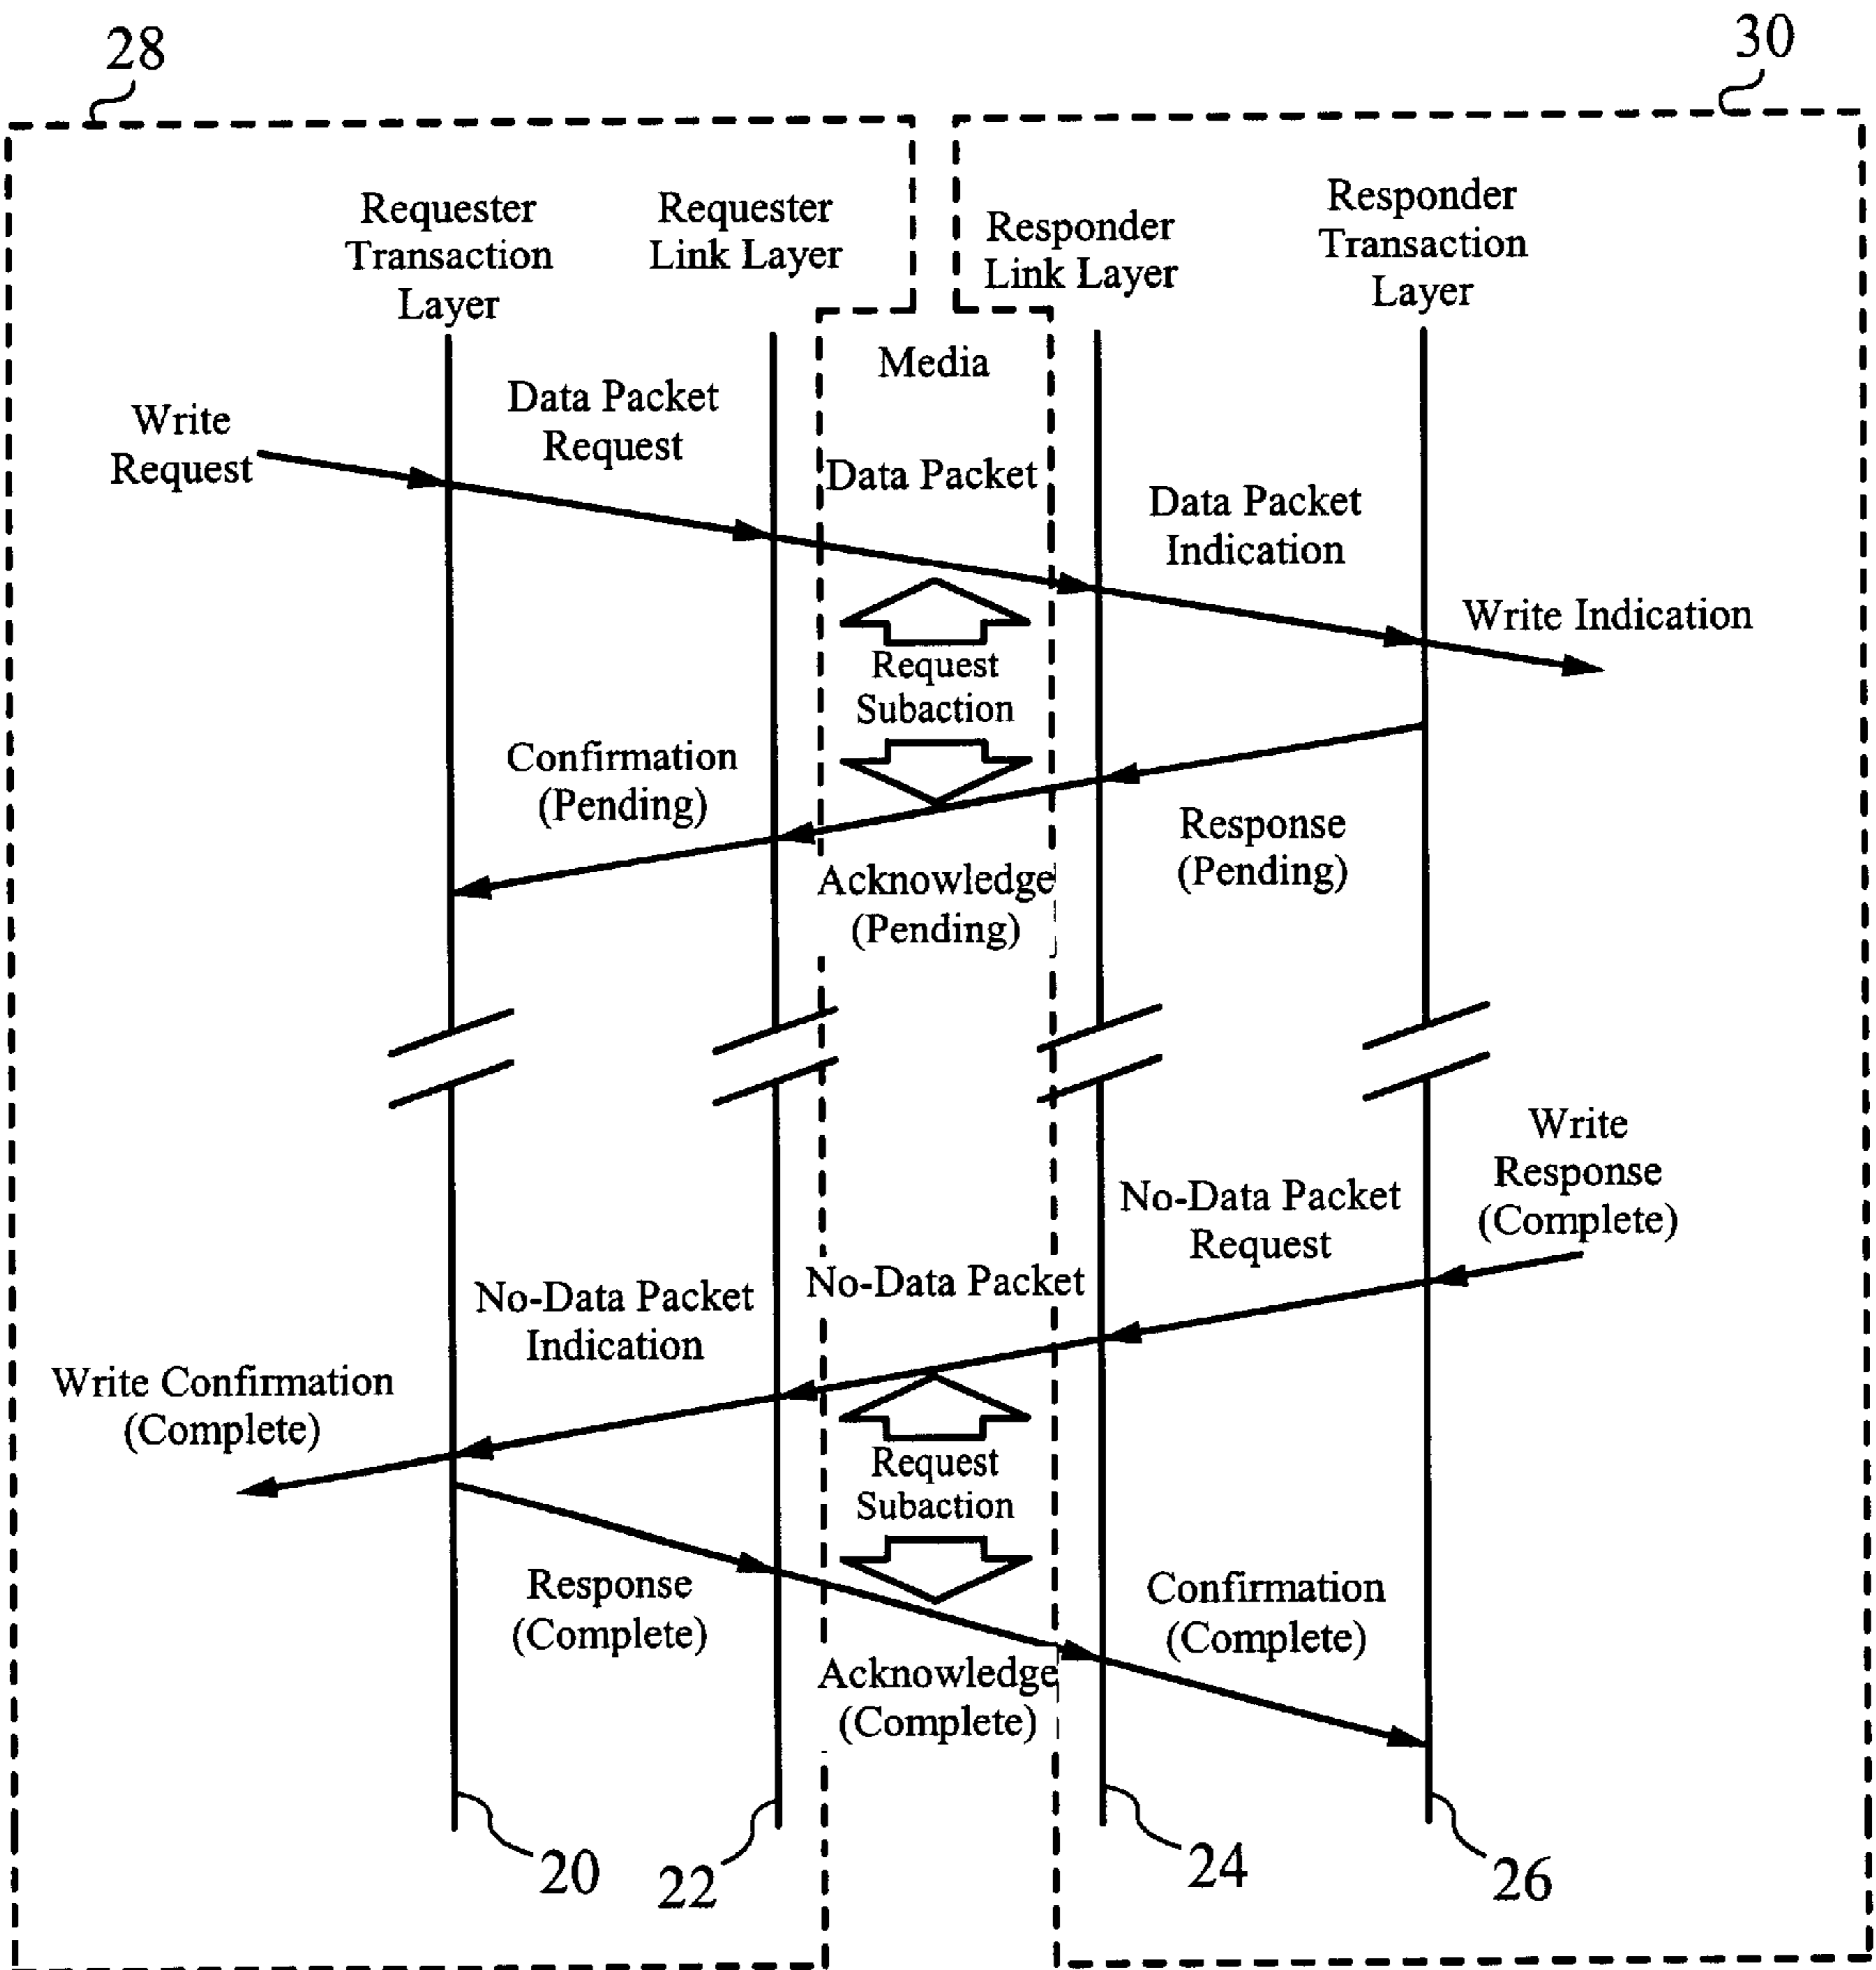 28
30
Requester
Transaction
Layer
Requester
Link Layer
Responder
Link Layer
Responder
Transaction
Layer
Media
Write
Request
Data Packet
Request
Data Packet
Data Packet
Indication
Write Indication
Request
Subaction
Confirmation
(Pending)
Acknowledge
(Pending)
Response
(Pending)
Write
Response
(Complete)
No-Data Packet
Request
No-Data Packet
No-Data Packet
Indication
Write Confirmation
(Complete)
Request
Subaction
Response
(Complete)
Acknowledge
(Complete)
Confirmation
(Complete)
20
22
24
26